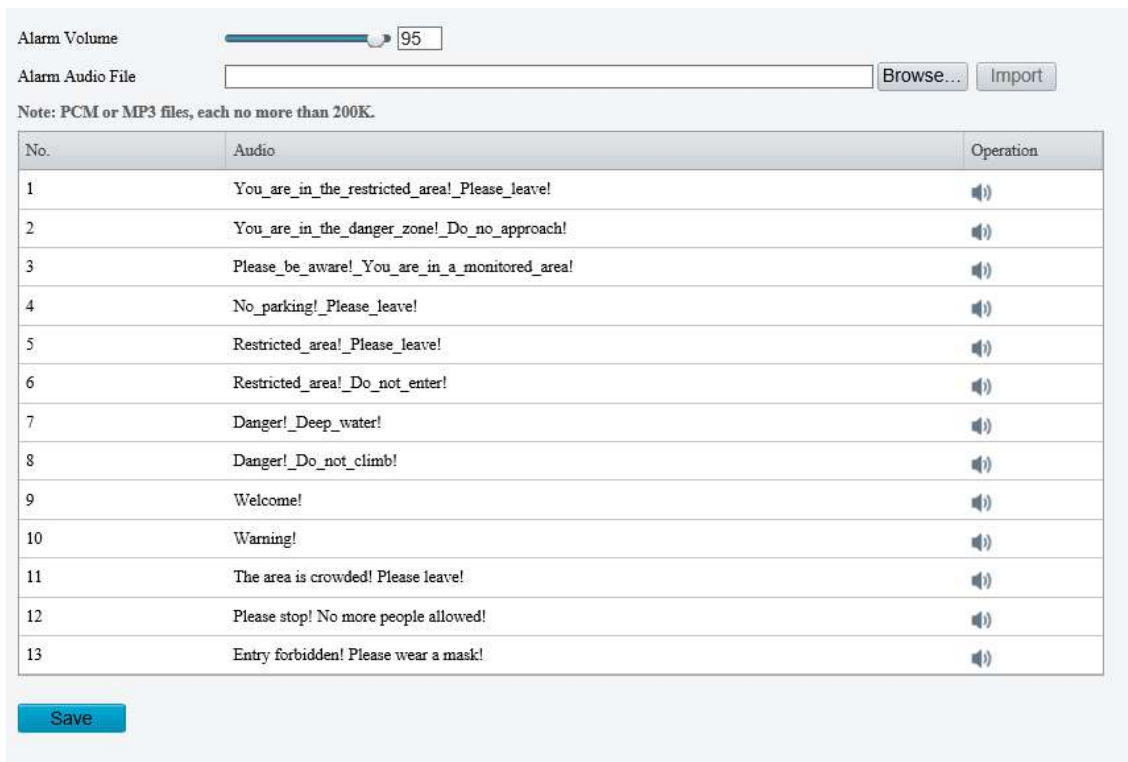 Alarm Volume 95
Alarm Audio File Browse... Import
Note: PCM or MP3 files, each no more than 200K.
No. Audio Operation
1 You_are_in_the_restricted_area!_Please_leave!
2 You_are_in_the_danger_zone!_Do_no_approach!
3 Please_be_aware!_You_are_in_a_monitored_area!
4 No_parking!_Please_leave!
5 Restricted_area!_Please_leave!
6 Restricted_area!_Do_not_enter!
7 Danger!_Deep_water!
8 Danger!_Do_not_climb!
9 Welcome!
10 Warning!
11 The area is crowded! Please leave!
12 Please stop! No more people allowed!
13 Entry forbidden! Please wear a mask!
Save